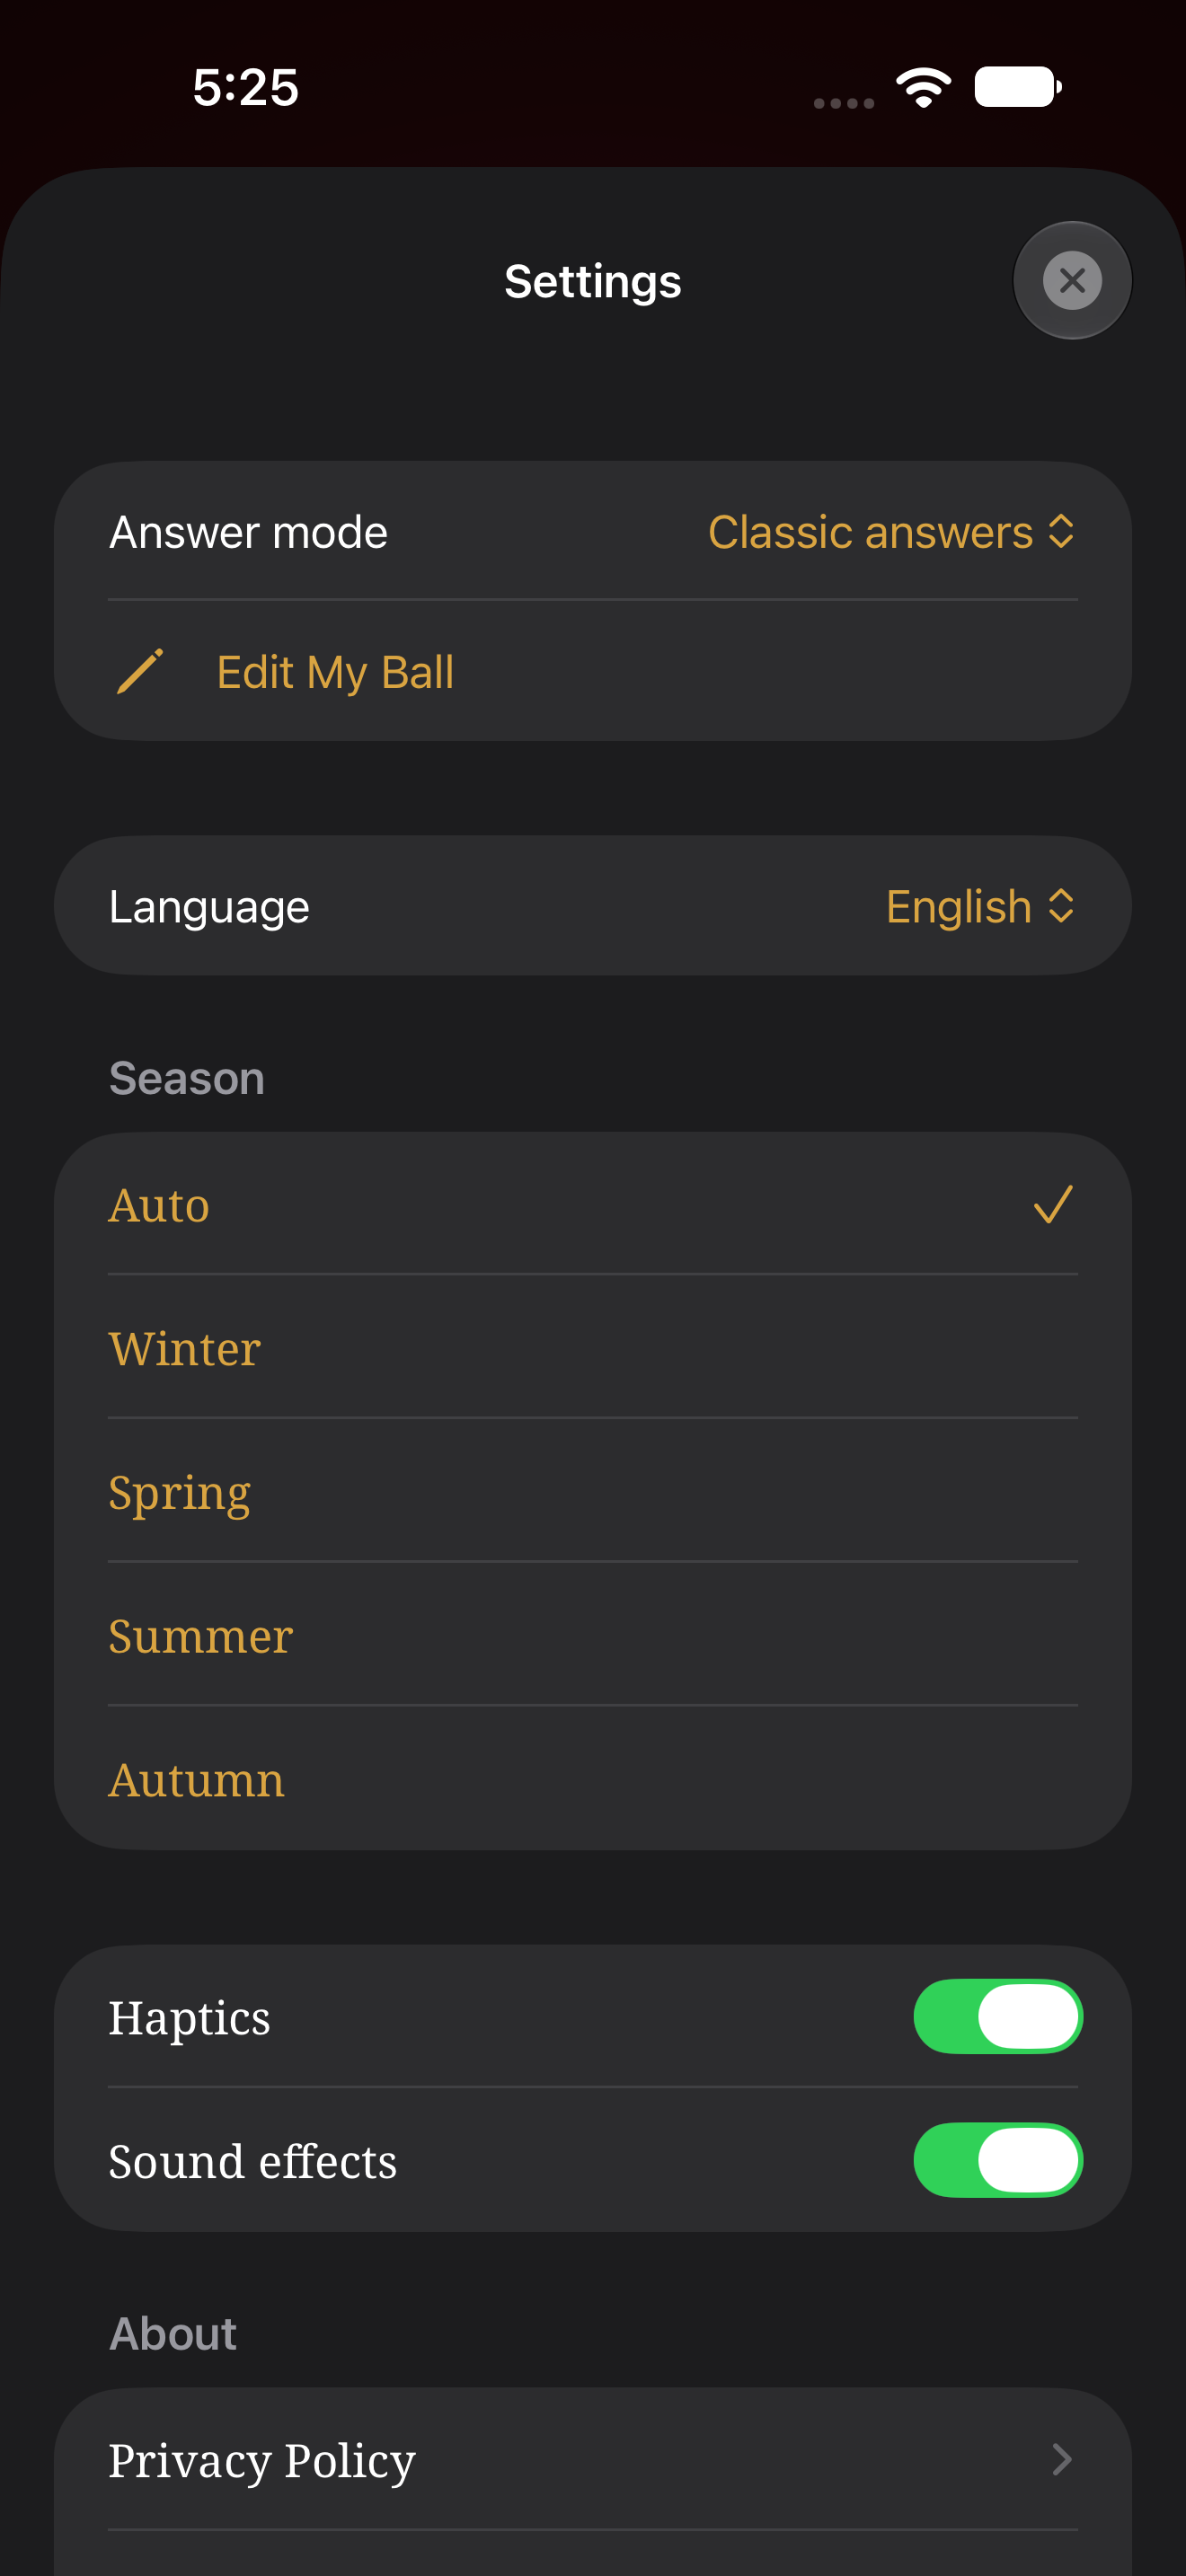 5:25
Settings
Answer mode Classic answers
Edit My Ball
Language English
Season
Auto
Winter
Spring
Summer
Autumn
Haptics
Sound effects
About
Privacy Policy